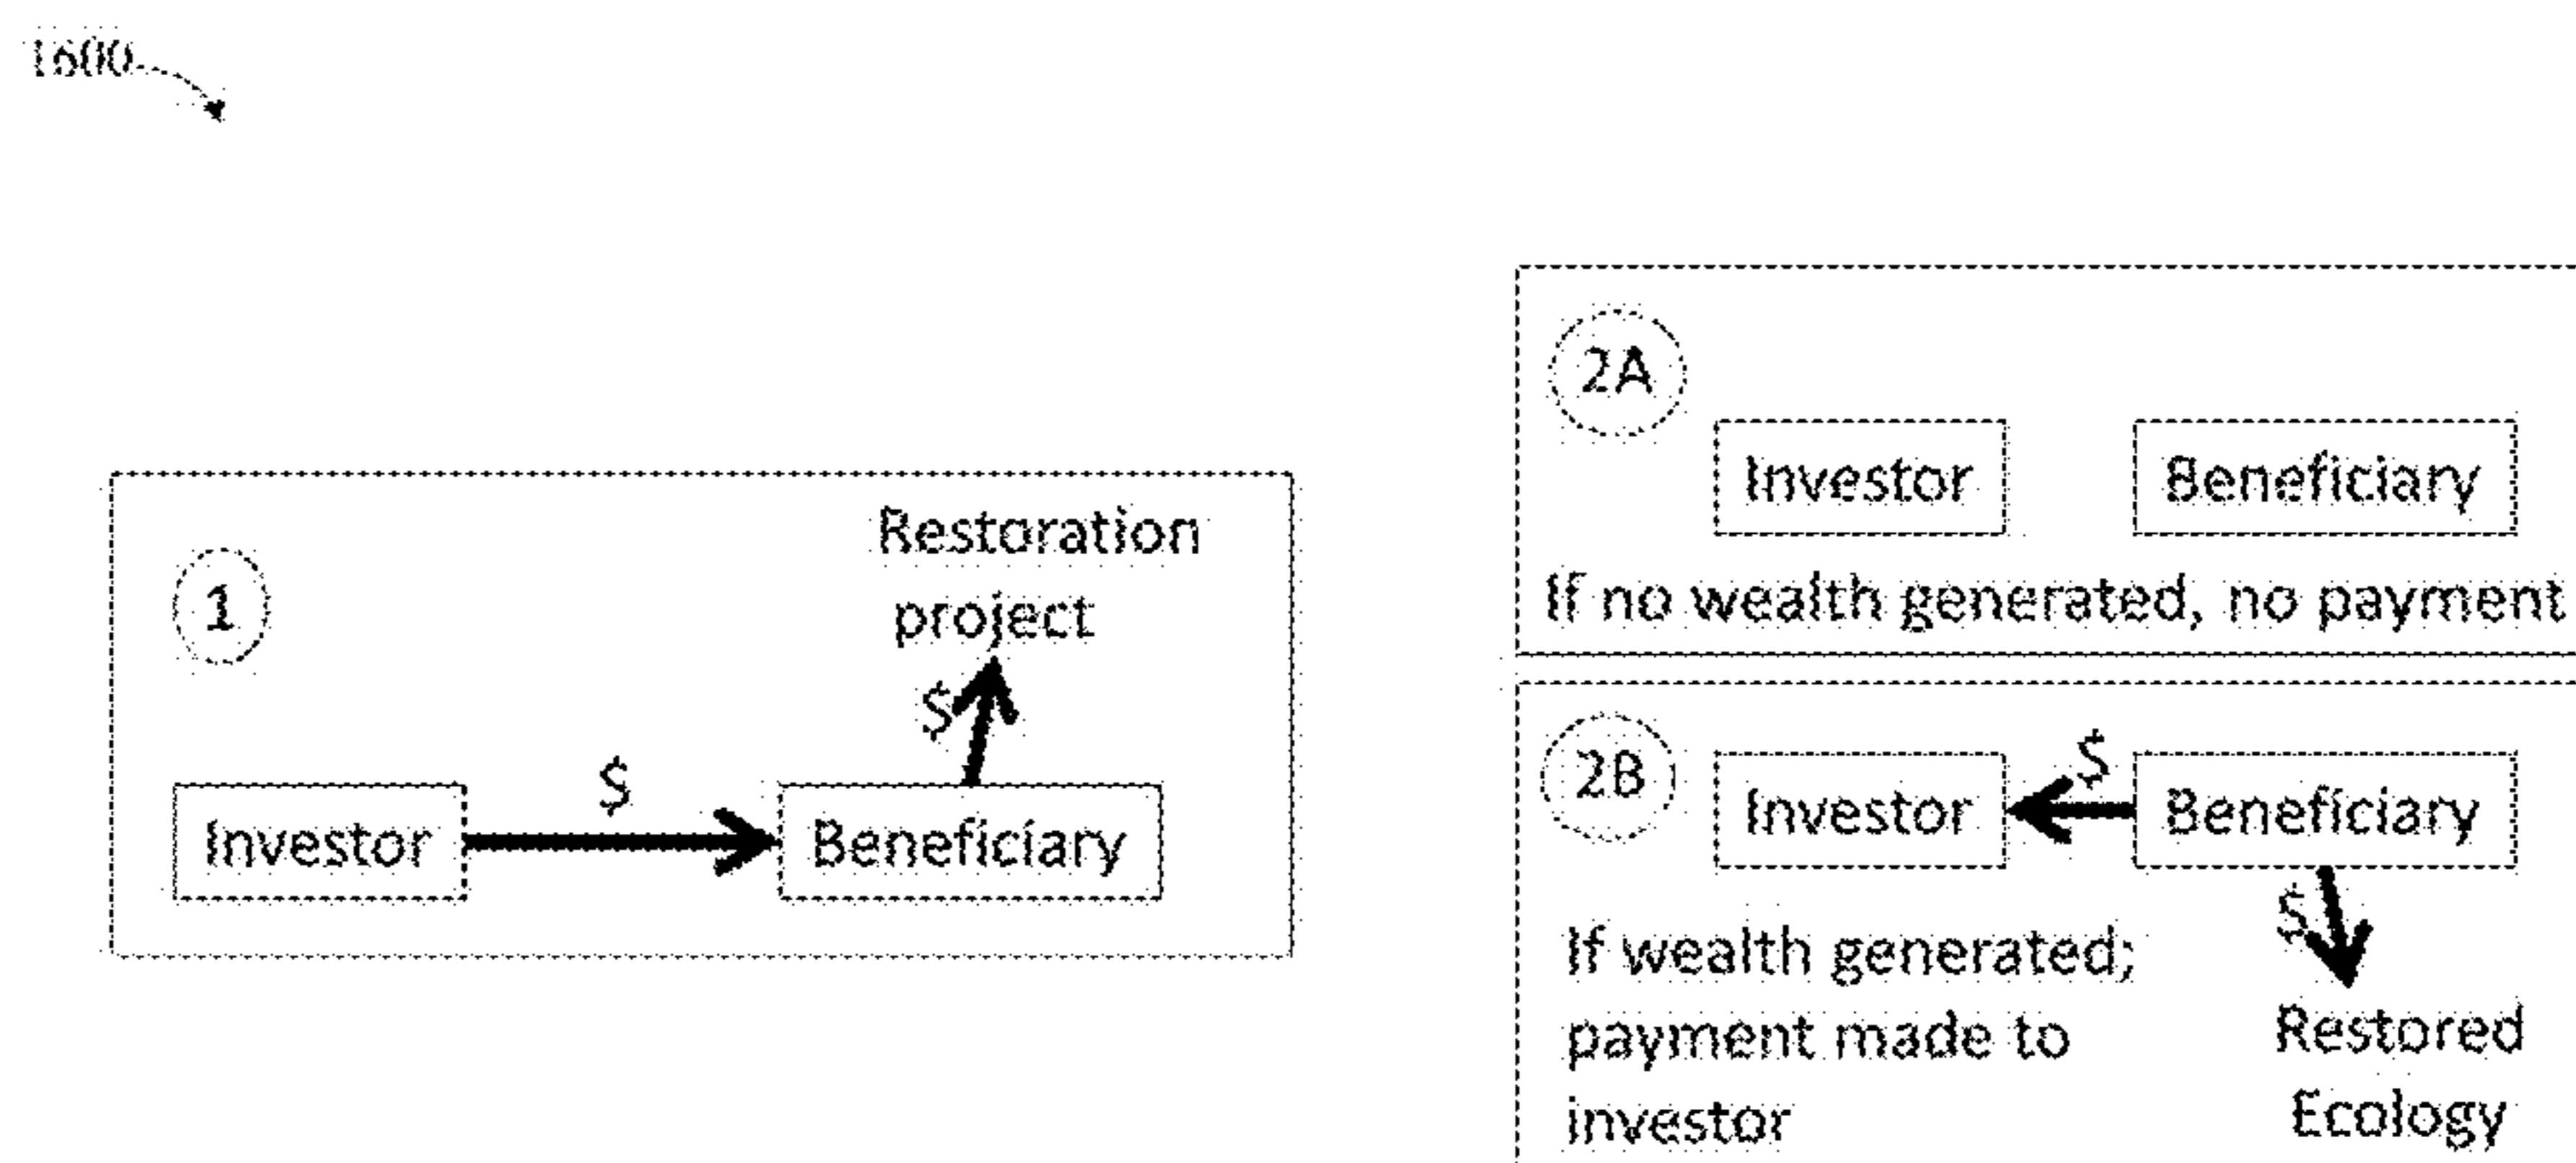 1600
1
Restoration
project
$
$
Investor
Beneficiary
2A
Investor
Beneficiary
If no wealth generated, no payment
2B
$
Investor
Beneficiary
$
If wealth generated;
payment made to
investor
Restored
Ecology